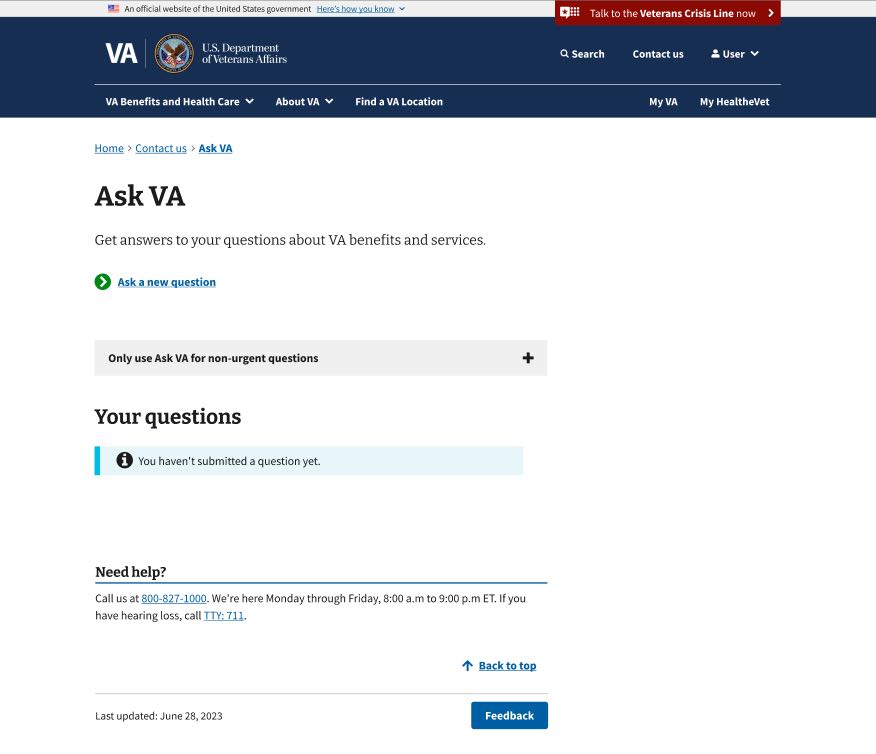 An official website of the United States government Here's how you know
Talk to the Veterans Crisis Line now
VA
U.S. Department
of Veterans Affairs
Search
Contact us
User
VA Benefits and Health Care
About VA
Find a VA Location
My VA
My HealtheVet
Home > Contact us > Ask VA
Ask VA
Get answers to your questions about VA benefits and services.
Ask a new question
Only use Ask VA for non-urgent questions
Your questions
You haven't submitted a question yet.
Need help?
Call us at 800-827-1000. We're here Monday through Friday, 8:00 a.m to 9:00 p.m ET. If you
have hearing loss, call TTY: 711.
Back to top
Last updated: June 28, 2023
Feedback